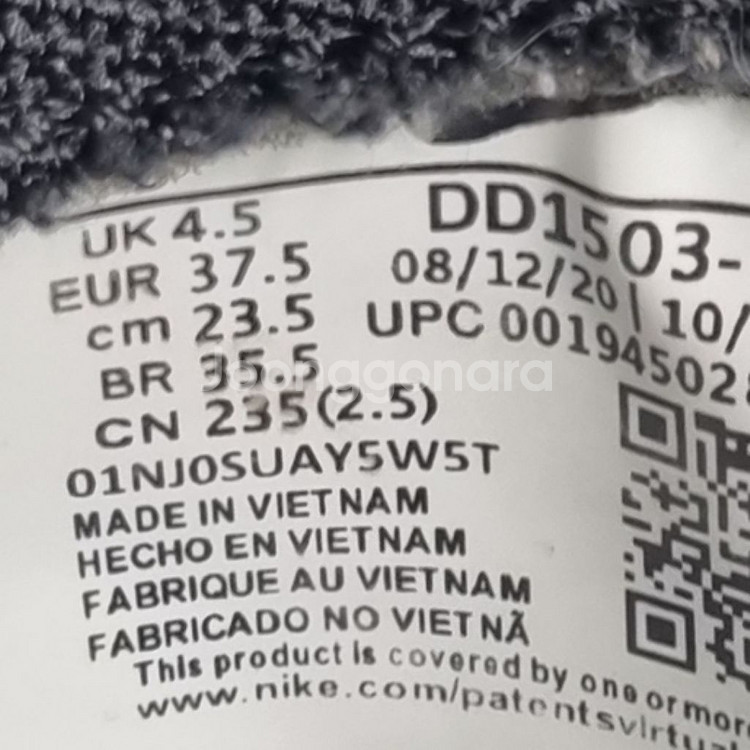 UK 4.5
EUR 37.5
cm 23.5
BR 35.5
CN 235(2.5)
01NJ0SUAY5W5T
MADE IN VIETNAM
HECHO EN VIETNAM
FABRIQUE AU VIETNAM
FABRICADO NO VIETNÃ
This product is covered by one or more
www.nike.com/patentsvirtu
DD1503-
08/12/20 | 10/
UPC 00194502
Joonggonara